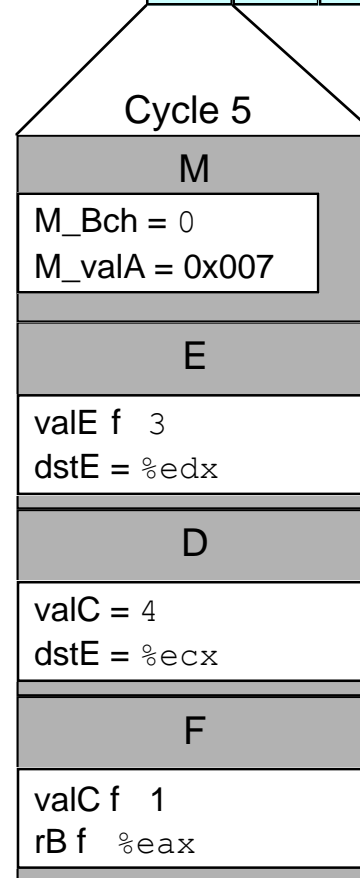 Cycle 5
M
M_Bch = 0
M_valA = 0x007
E
valE f 3
dstE = %edx
D
valC = 4
dstE = %ecx
F
valC f 1
rB f %eax